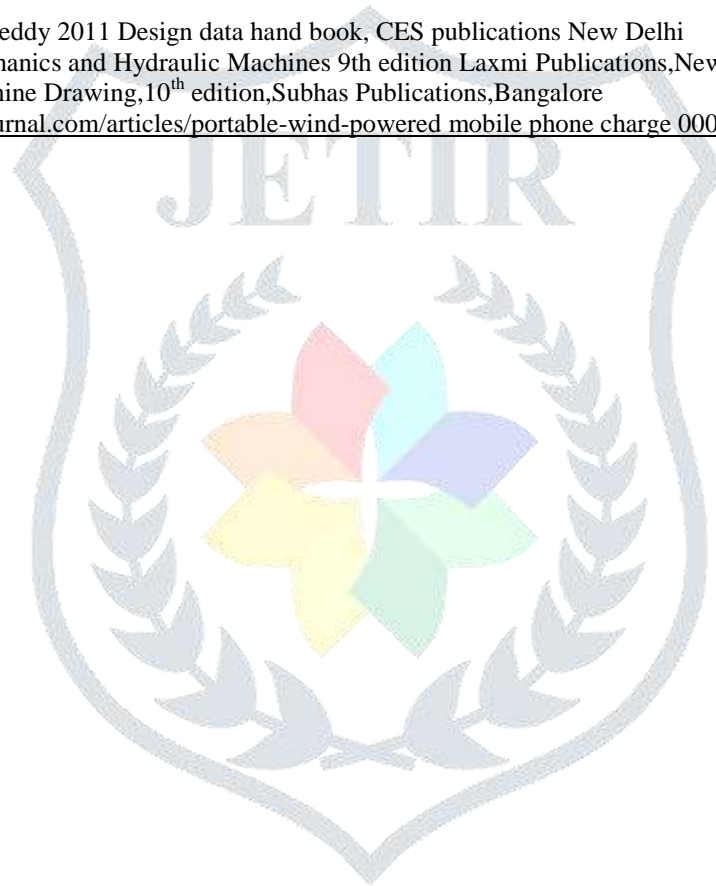 eddy 2011 Design data hand book, CES publications New Delhi
hanics and Hydraulic Machines 9th edition Laxmi Publications,New
nine Drawing,10th edition,Subhas Publications,Bangalore
urnal.com/articles/portable-wind-powered mobile phone charge 000
JETIR